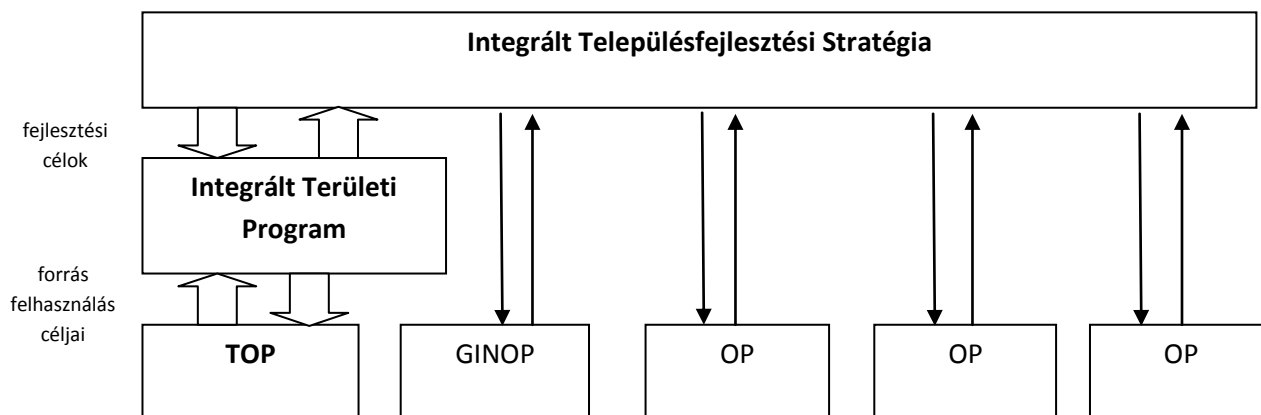 Integrált Településfejlesztési Stratégia
fejlesztési
célok
Integrált Területi
Program
forrás
felhasználás
céljai
TOP
GINOP
OP
OP
OP